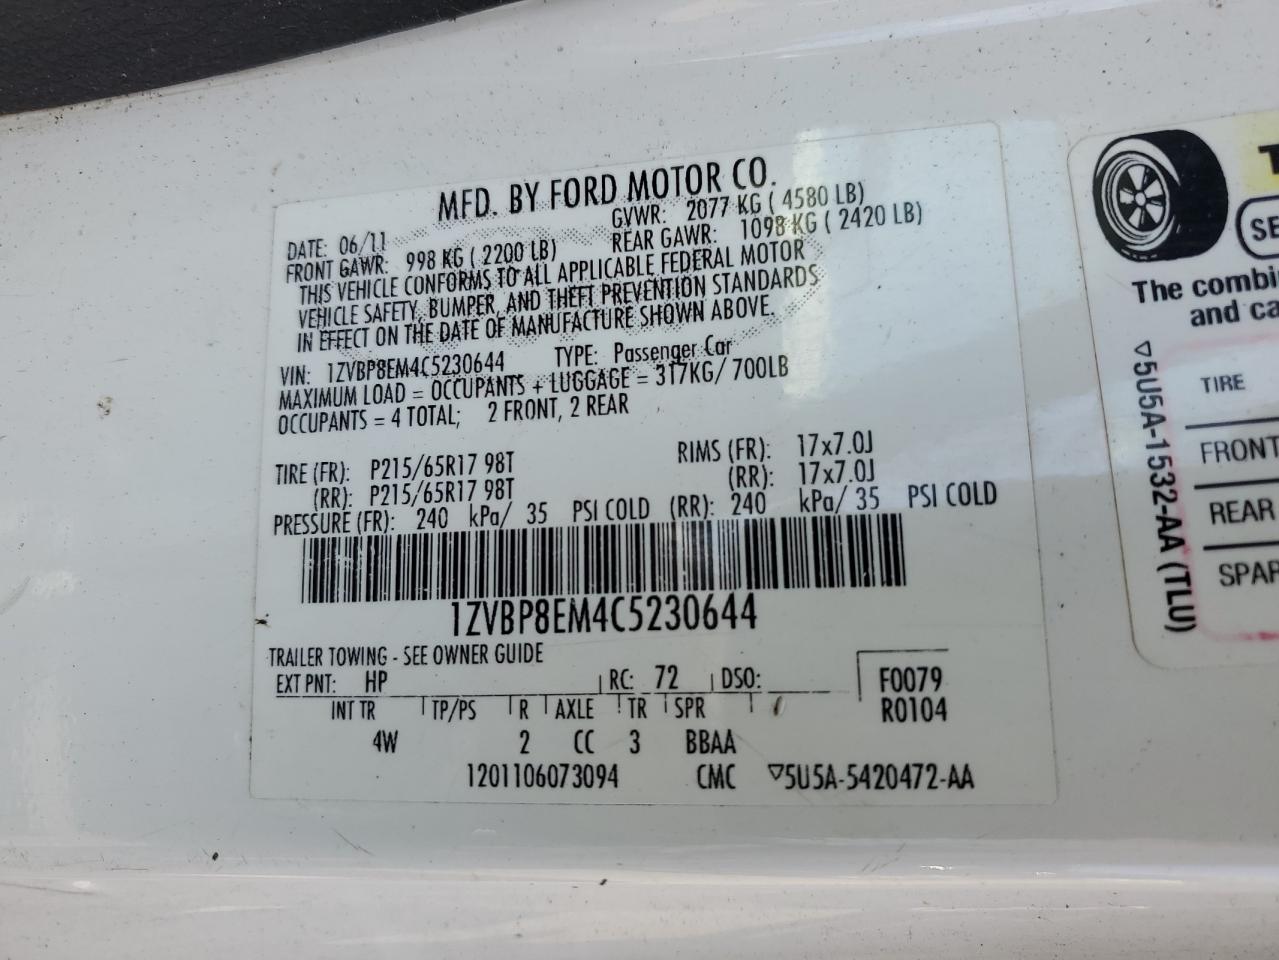 MFD. BY FORD MOTOR CO.
DATE: 06/11 GVWR: 2077 KG ( 4580 LB)
FRONT GAWR: 998 KG ( 2200 LB) REAR GAWR: 1098 KG ( 2420 LB)
THIS VEHICLE CONFORMS TO ALL APPLICABLE FEDERAL MOTOR
VEHICLE SAFETY, BUMPER, AND THEFT PREVENTION STANDARDS
IN EFFECT ON THE DATE OF MANUFACTURE SHOWN ABOVE.
VIN: 1ZVBP8EM4C5230644 TYPE: Passenger Car
MAXIMUM LOAD = OCCUPANTS + LUGGAGE = 317KG/ 700LB
OCCUPANTS = 4 TOTAL; 2 FRONT, 2 REAR
TIRE (FR): P215/65R17 98T RIMS (FR): 17x7.0J
(RR): P215/65R17 98T (RR): 17x7.0J
PRESSURE (FR): 240 kPa/ 35 PSI COLD (RR): 240 kPa/ 35 PSI COLD
1ZVBP8EM4C5230644
TRAILER TOWING - SEE OWNER GUIDE
EXT PNT: HP RC: 72 DSO: F0079
INT TR TP/PS R AXLE TR SPR R0104
4W 2 CC 3 BBAA
1201106073094 CMC ▽5U5A-5420472-AA
T
SE
The combi
and ca
▽5U5A-1532-AA (TLU)
TIRE
FRONT
REAR
SPAR